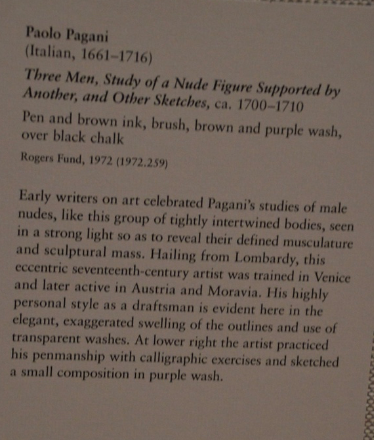 Paolo Pagani
(Italian, 1661–1716)
Three Men, Study of a Nude Figure Supported by
Another, and Other Sketches, ca. 1700–1710
Pen and brown ink, brush, brown and purple wash,
over black chalk
Rogers Fund, 1972 (1972.259)
Early writers on art celebrated Pagani's studies of male
nudes, like this group of tightly intertwined bodies, seen
in a strong light so as to reveal their defined musculature
and sculptural mass. Hailing from Lombardy, this
eccentric seventeenth-century artist was trained in Venice
and later active in Austria and Moravia. His highly
personal style as a draftsman is evident here in the
elegant, exaggerated swelling of the outlines and use of
transparent washes. At lower right the artist practiced
his penmanship with calligraphic exercises and sketched
a small composition in purple wash.